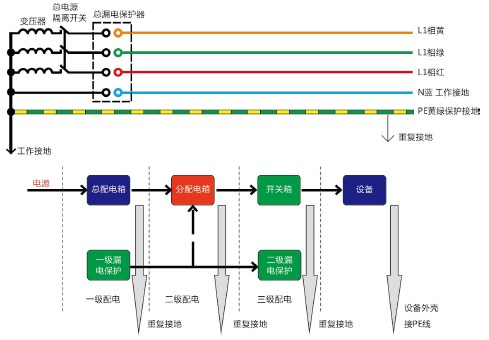 总电源
隔离开关
总漏电保护器
变压器
L1相黄
L1相绿
L1相红
N蓝 工作接地
PE黄绿保护接地
重复接地
工作接地
电源
总配电箱
分配电箱
开关箱
设备
一级漏
电保护
二级漏
电保护
一级配电
二级配电
三级配电
设备外壳
接PE线
重复接地
重复接地
重复接地